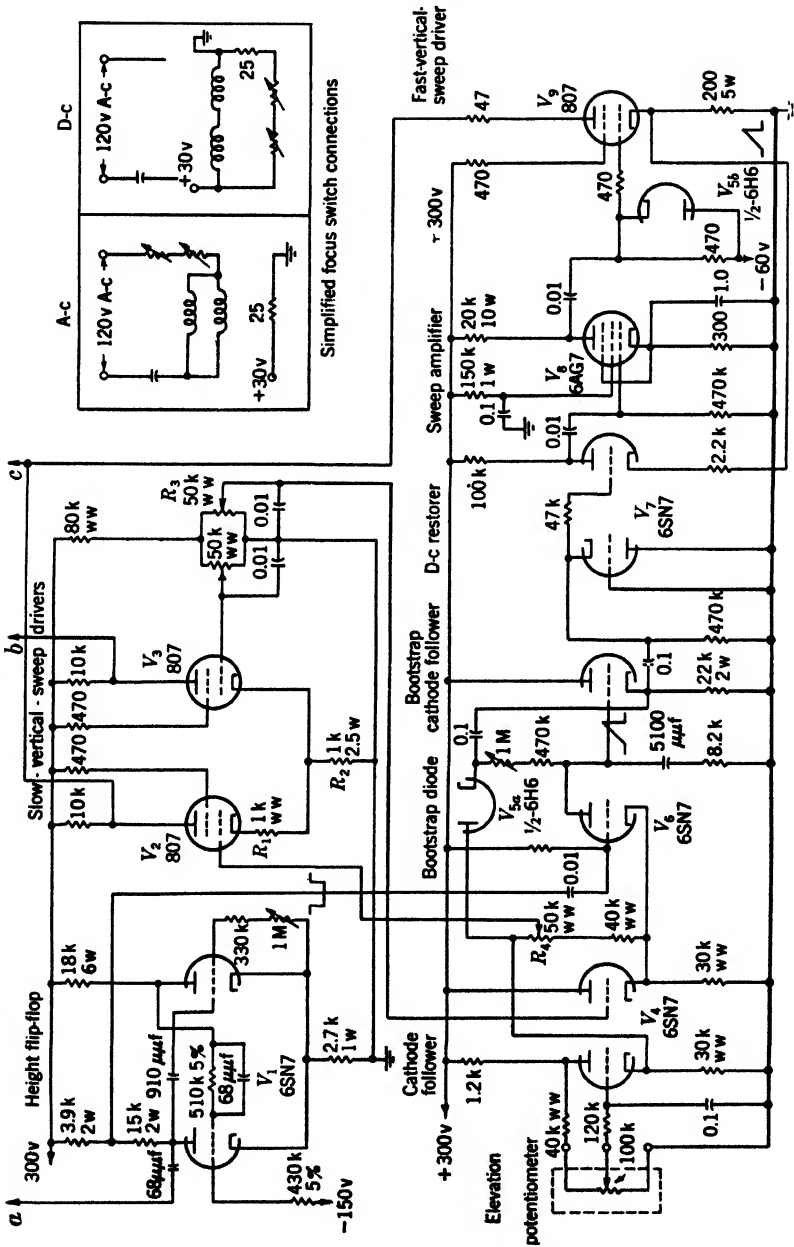 a
b
c
300v
3.9k
2w
Height flip-flop
18k
6w
Slow - vertical - sweep drivers
10k
470
470
10k
80k
ww
15k
2w
68μμf
910μμf
510k 5%
68μμf
V1
6SN7
330k
1M
430k
5%
-150v
2.7k
1w
V2
807
V3
807
R1
1k
ww
R2
1k
2.5w
50k
ww
R3
50k
ww
0.01
0.01
A-c
120v A-c
+30v
25
D-c
120v A-c
+30v
25
Simplified focus switch connections
Cathode
follower
+300v
1.2k
Elevation
potentiometer
40k ww
120k
100k
0.1
30k
ww
V4
6SN7
30k
ww
R4
50k
ww
40k
ww
0.01
Bootstrap diode
V5a
½-6H6
0.1
1M
470k
V6
6SN7
5100
μμf
8.2k
Bootstrap
cathode follower
0.1
22k
2w
470k
D-c restorer
47k
V7
6SN7
100k
0.01
2.2k
470k
Sweep amplifier
150k
1w
0.1
20k
10w
V8
6AG7
300
1.0
0.01
300v
470
-60v
470
V5b
½-6H6
470
47
Fast-vertical-
sweep driver
V9
807
200
5w